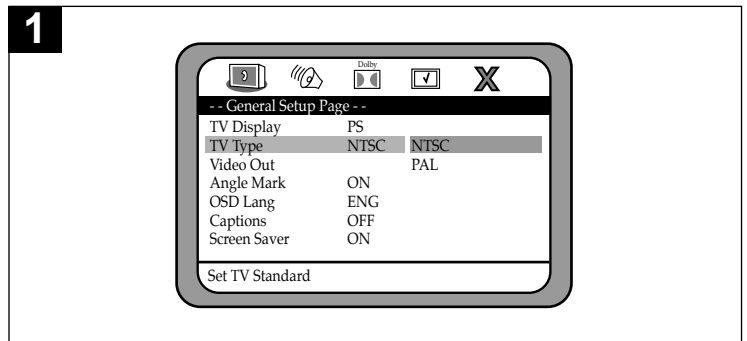 1
Dolby
- - General Setup Page - -
TV Display PS
TV Type NTSC NTSC
Video Out PAL
Angle Mark ON
OSD Lang ENG
Captions OFF
Screen Saver ON
Set TV Standard